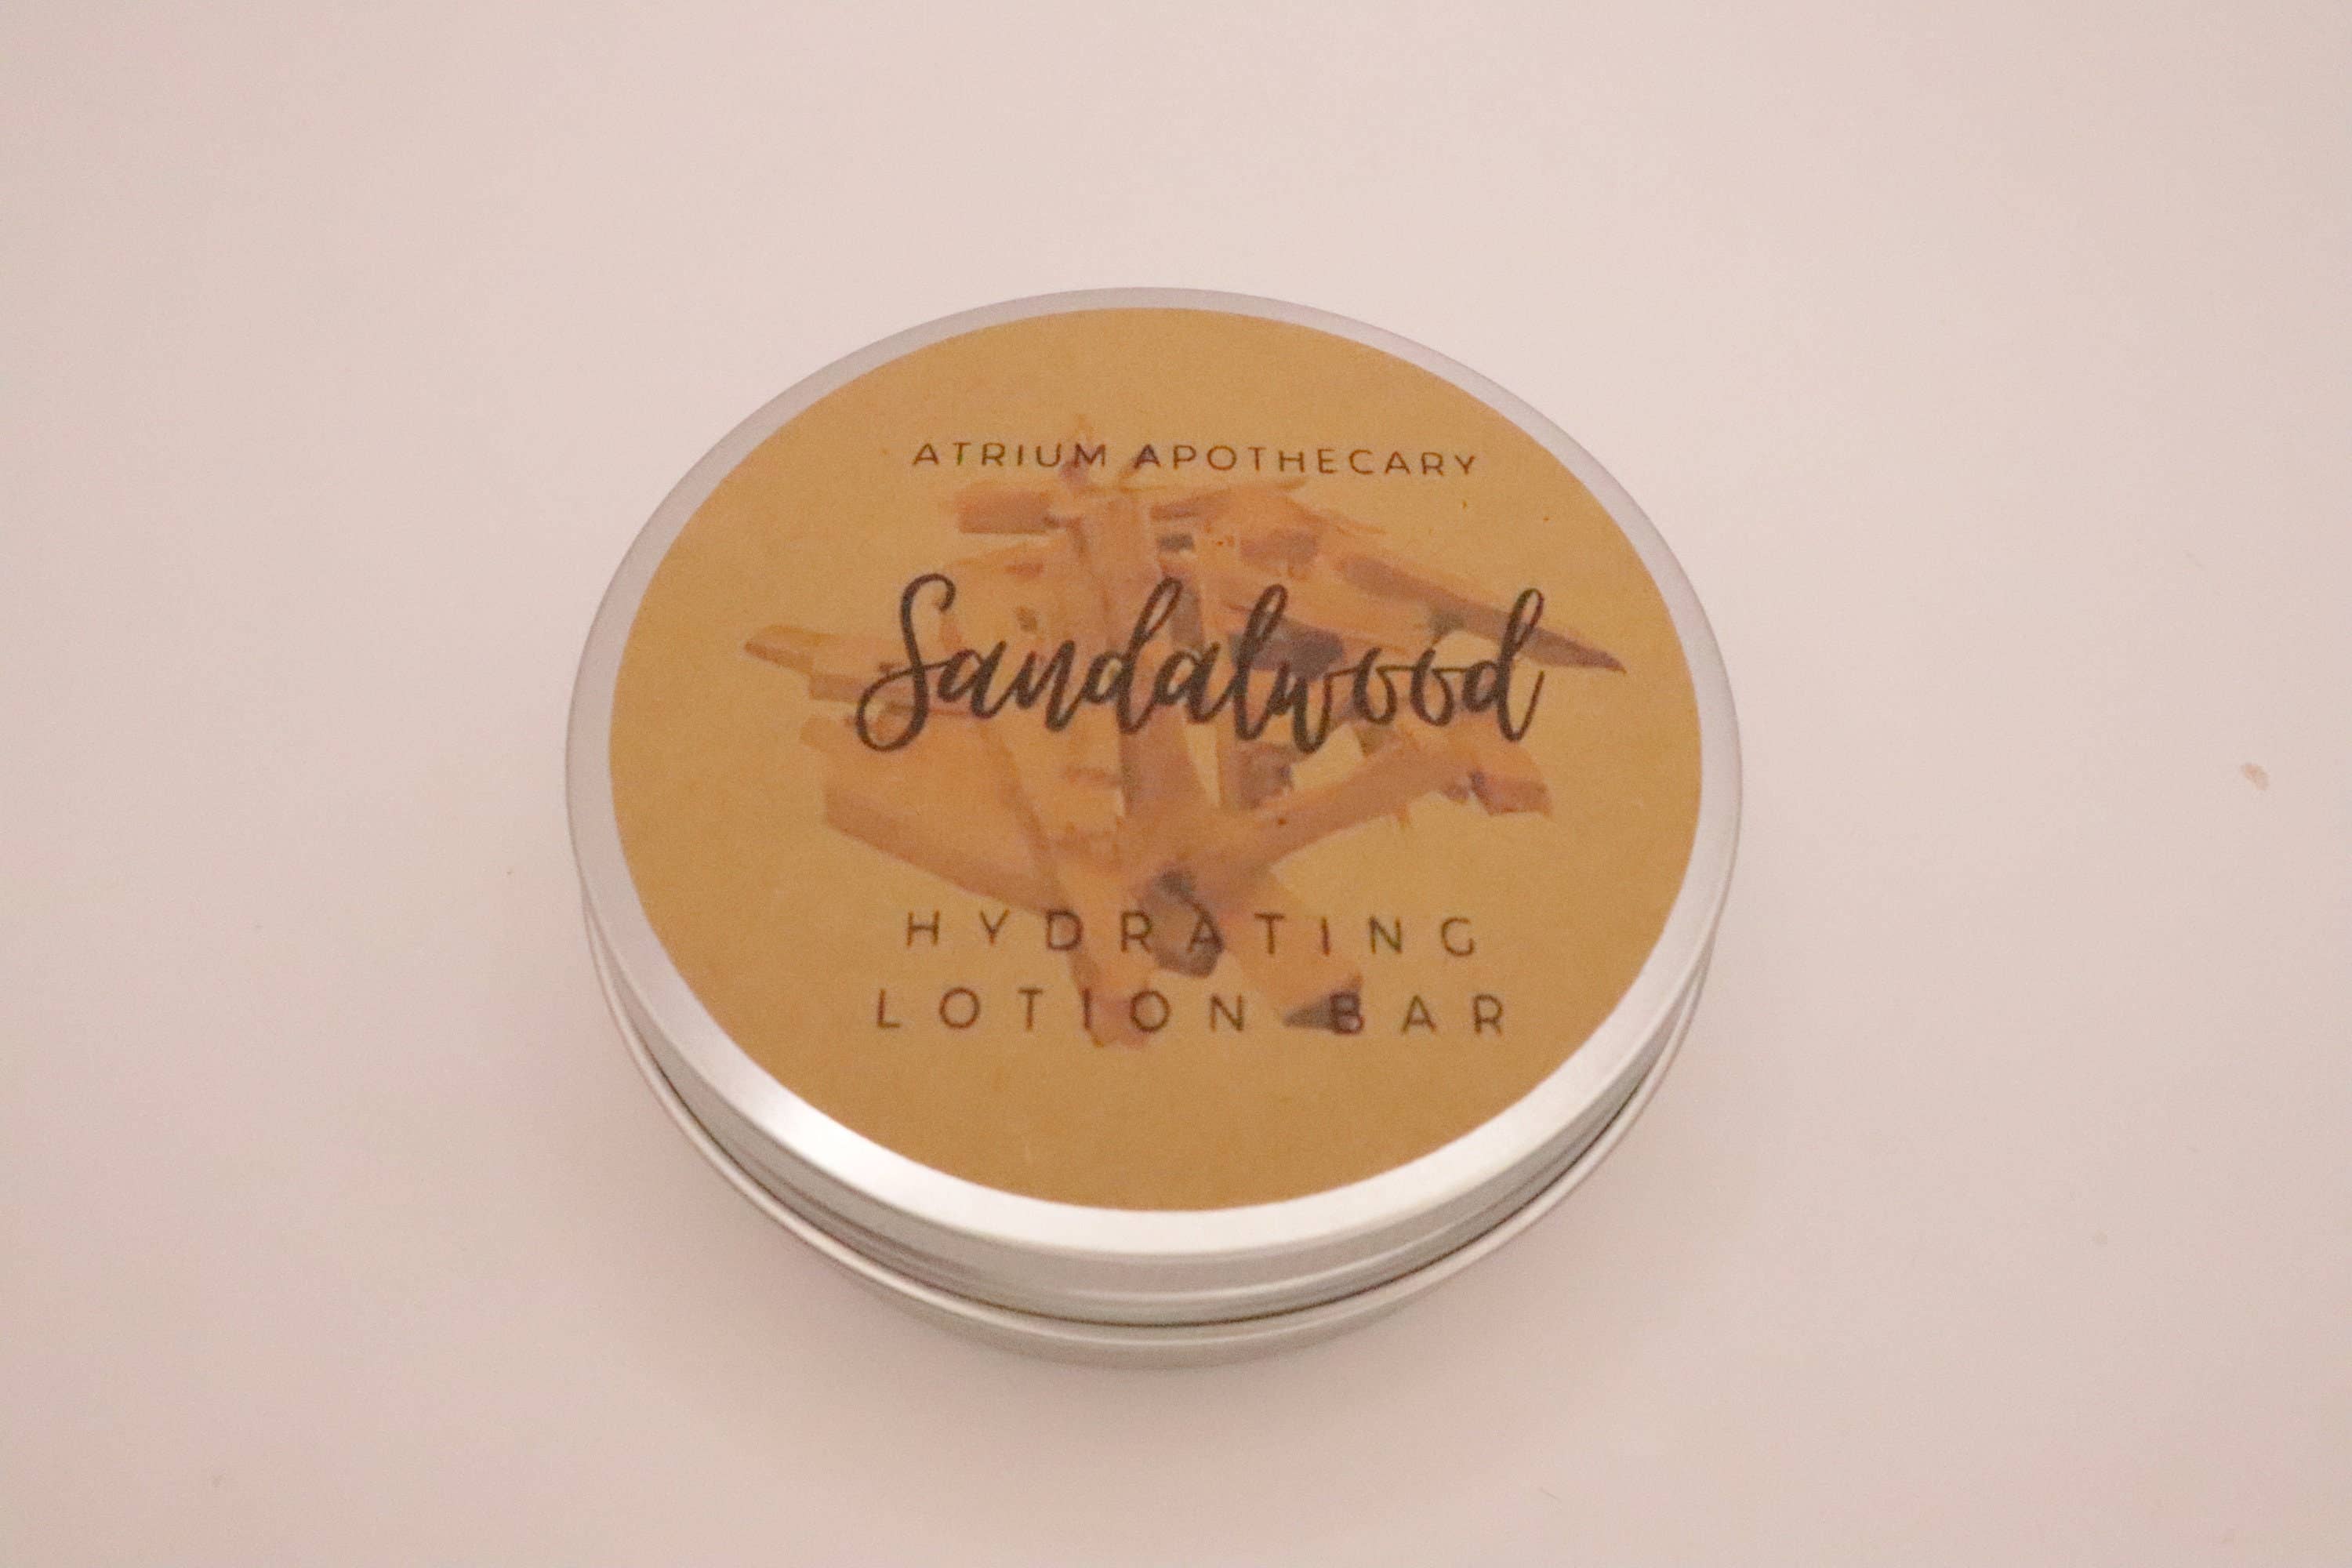 ATRIUM APOTHECARY
Sandalwood
HYDRATING
LOTION BAR